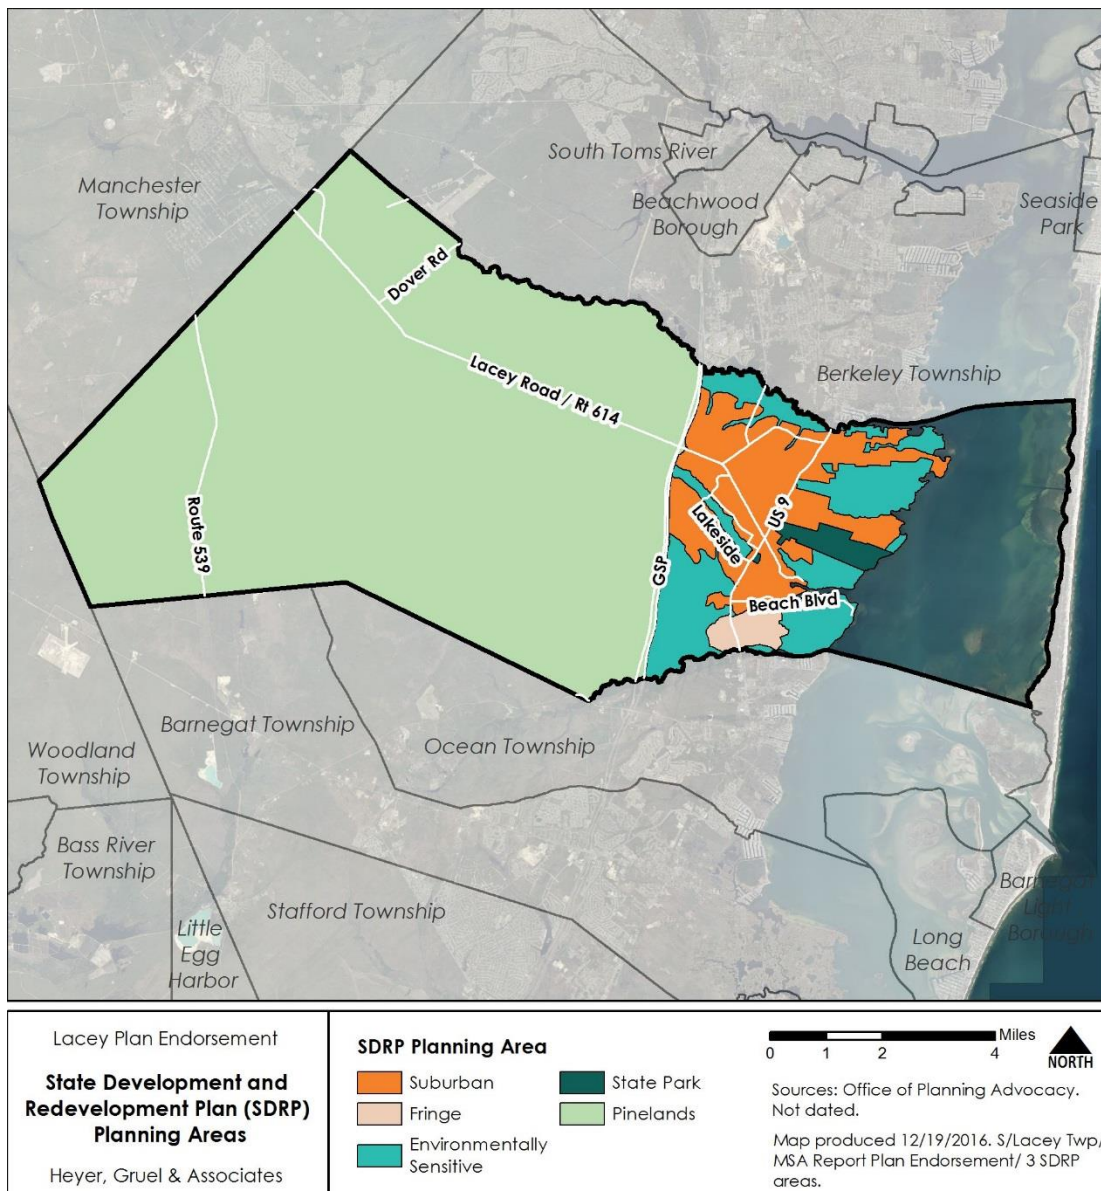 South Toms River
Manchester
Township
Beachwood
Borough
Seaside
Park
Dover Rd
Lacey Road / Rt 614
Berkeley Township
Route 539
Lakeside
US 9
GSP
Beach Blvd
Barnegat Township
Ocean Township
Woodland
Township
Bass River
Township
Stafford Township
Little
Egg
Harbor
Barnegat
Light
Borough
Long
Beach
Lacey Plan Endorsement
State Development and
Redevelopment Plan (SDRP)
Planning Areas
Heyer, Gruel & Associates
SDRP Planning Area
Suburban
Fringe
Environmentally
Sensitive
State Park
Pinelands
Miles
0 1 2 4
NORTH
Sources: Office of Planning Advocacy.
Not dated.
Map produced 12/19/2016. S/Lacey Twp/
MSA Report Plan Endorsement/ 3 SDRP
areas.